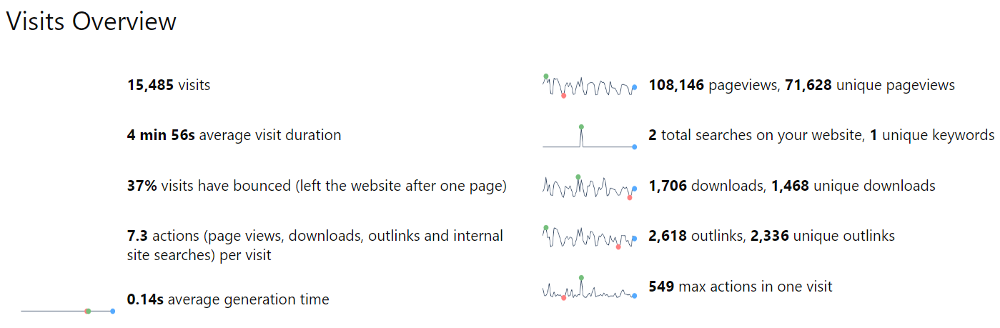 Visits Overview
15,485 visits
4 min 56s average visit duration
37% visits have bounced (left the website after one page)
7.3 actions (page views, downloads, outlinks and internal
site searches) per visit
0.14s average generation time
108,146 pageviews, 71,628 unique pageviews
2 total searches on your website, 1 unique keywords
1,706 downloads, 1,468 unique downloads
2,618 outlinks, 2,336 unique outlinks
549 max actions in one visit